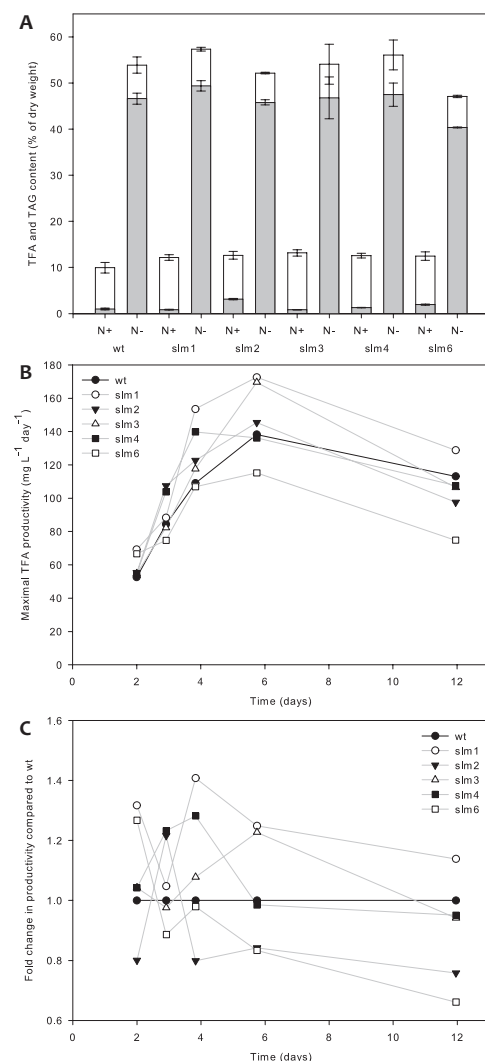 A
TFA and TAG content (% of dry weight)
60
50
40
30
20
10
0
N+ N- N+ N- N+ N- N+ N- N+ N- N+ N-
wt slm1 slm2 slm3 slm4 slm6
B
Maximal TFA productivity (mg L⁻¹ day⁻¹)
180
160
140
120
100
80
60
40
20
0
wt
slm1
slm2
slm3
slm4
slm6
0 2 4 6 8 10 12
Time (days)
C
Fold change in productivity compared to wt
1.6
1.4
1.2
1.0
0.8
0.6
wt
slm1
slm2
slm3
slm4
slm6
0 2 4 6 8 10 12
Time (days)